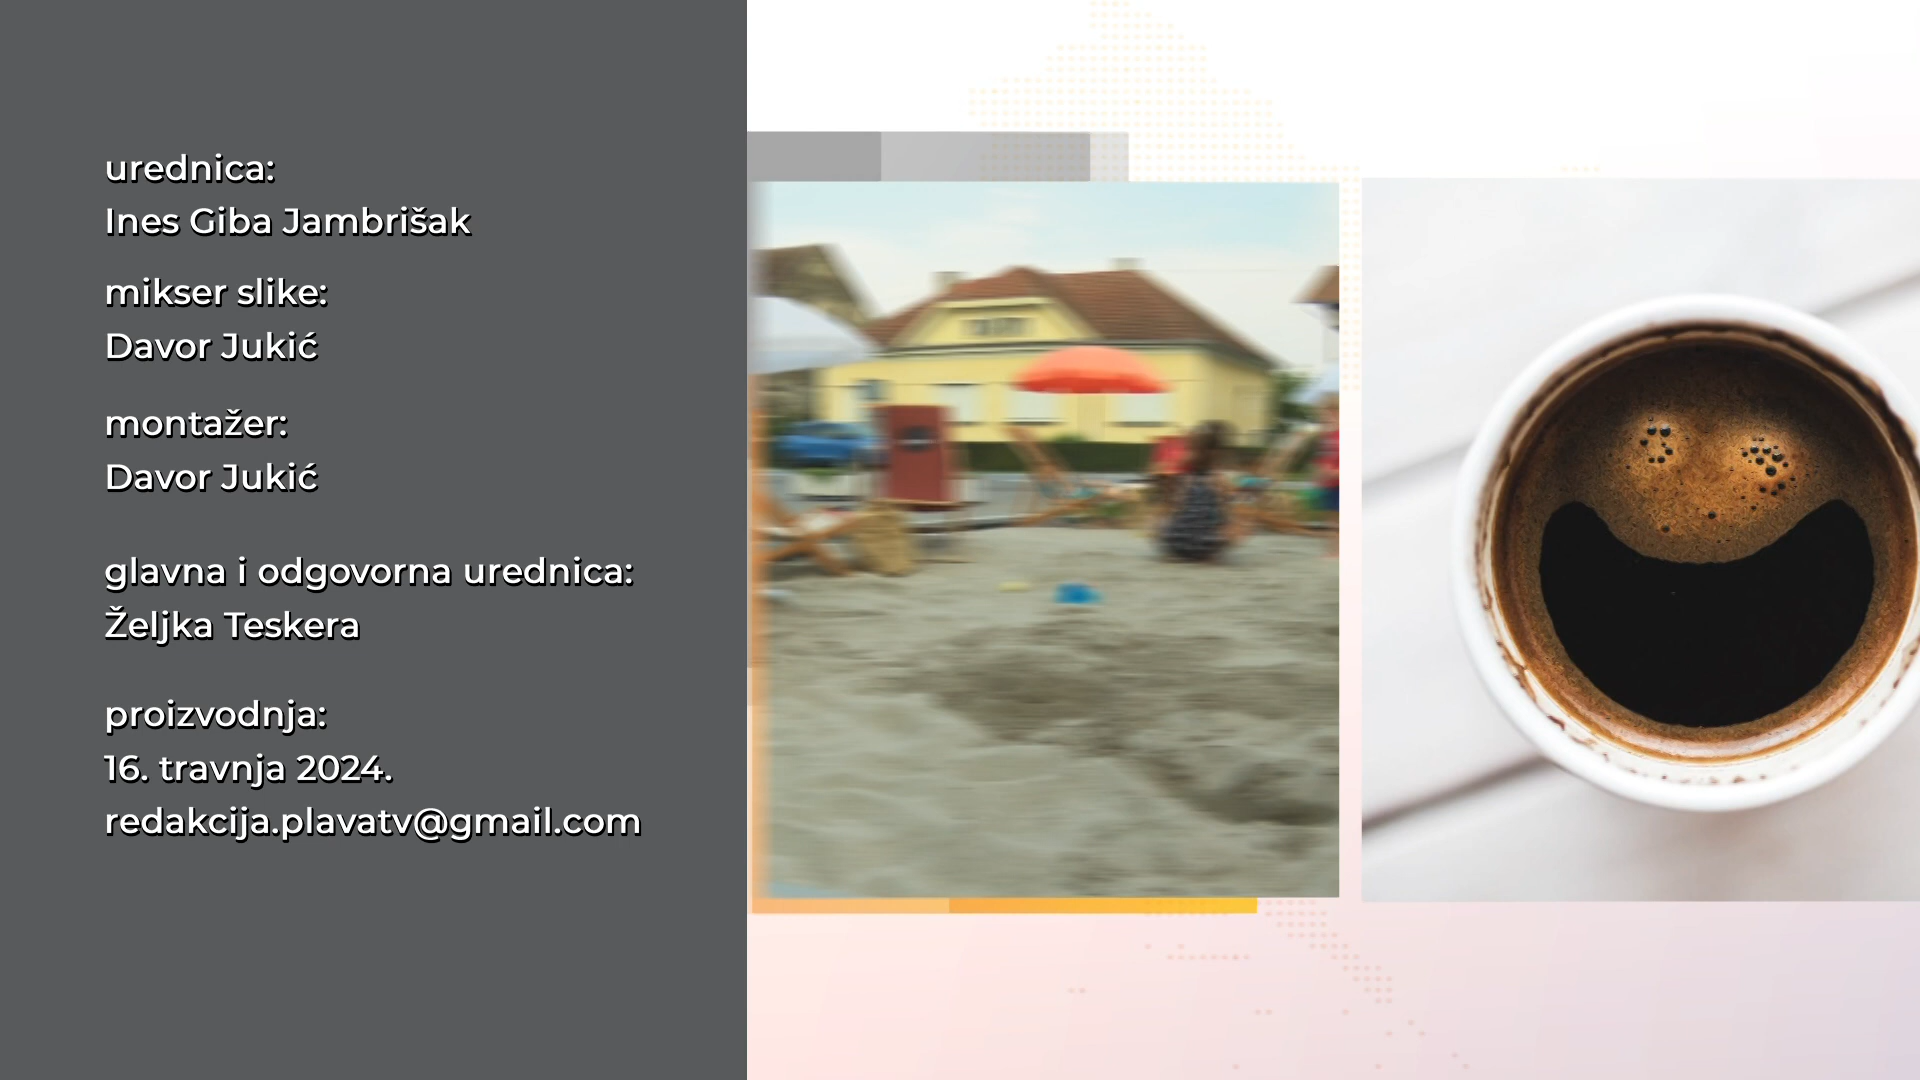 urednica:
Ines Giba Jambrišak
mikser slike:
Davor Jukić
montažer:
Davor Jukić
glavna i odgovorna urednica:
Željka Teskera
proizvodnja:
16. travnja 2024.
redakcija.plavatv@gmail.com